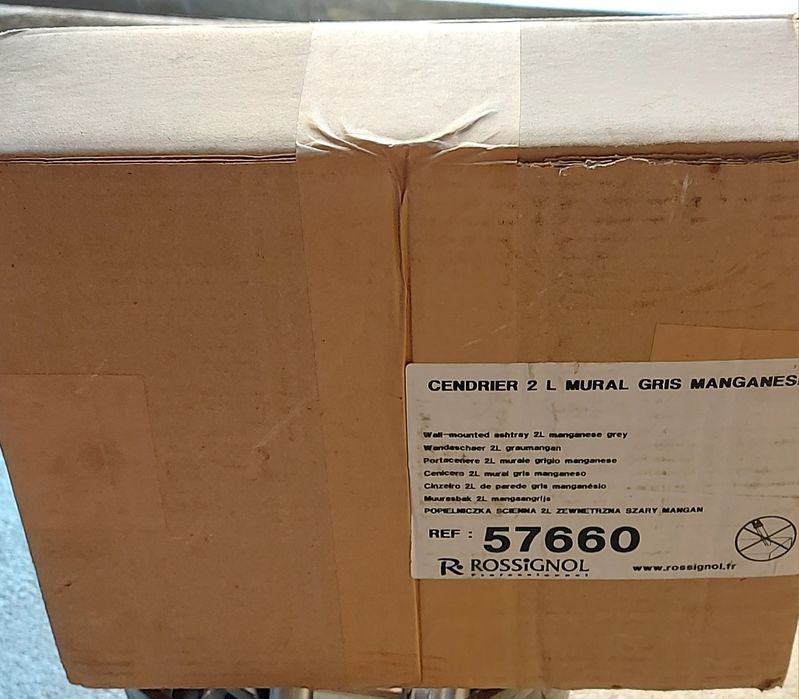 CENDRIER 2 L MURAL GRIS MANGANES
Wall-mounted ashtray 2L manganese grey
Wandaschaer 2L graumangan
Portacenere 2L murale grigio manganese
Cenicero 2L mural gris manganeso
Cinzeiro 2L de parede gris manganésio
Muurasbak 2L mangaangrijs
POPIELNICZKA SCIENNA 2L ZEWNETRZNA SZARY MANGAN
REF : 57660
R ROSSiGNOL
Professionnel
www.rossignol.fr